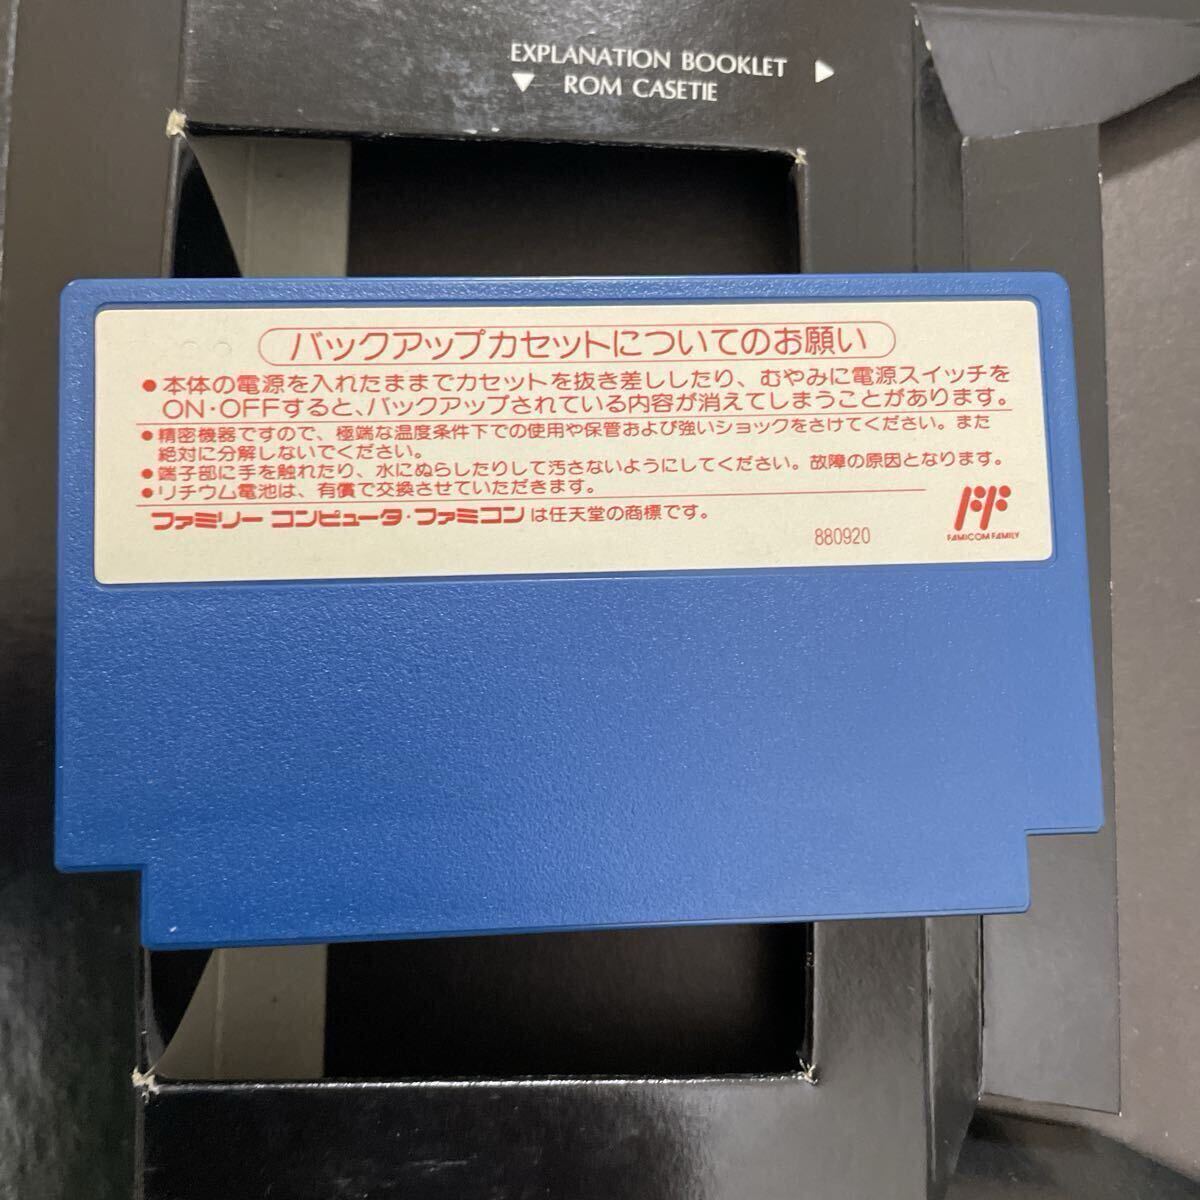 EXPLANATION BOOKLET ▶
▼ ROM CASETIE
バックアップカセットについてのお願い
●本体の電源を入れたままでカセットを抜き差ししたり、むやみに電源スイッチを
ON・OFFすると、バックアップされている内容が消えてしまうことがあります。
●精密機器ですので、極端な温度条件下での使用や保管および強いショックをさけてください。また
絶対に分解しないでください。
●端子部に手を触れたり、水にぬらしたりして汚さないようにしてください。故障の原因となります。
●リチウム電池は、有償で交換させていただきます。
ファミリー コンピュータ・ファミコン は任天堂の商標です。
880920
FAMICOM FAMILY